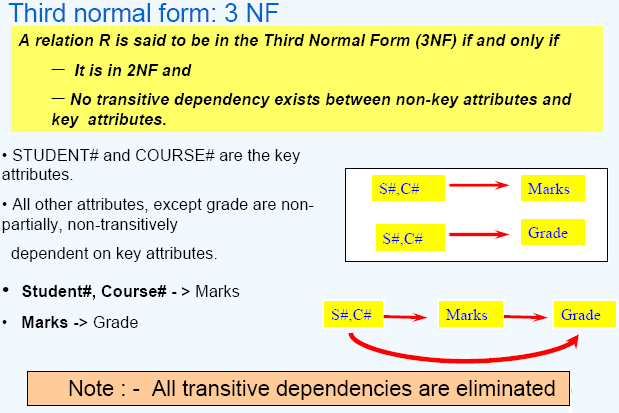 Third normal form: 3 NF
A relation R is said to be in the Third Normal Form (3NF) if and only if
— It is in 2NF and
— No transitive dependency exists between non-key attributes and
key attributes.
• STUDENT# and COURSE# are the key
attributes.
• All other attributes, except grade are non-
partially, non-transitively
dependent on key attributes.
• Student#, Course# - > Marks
• Marks -> Grade
S#,C# Marks
S#,C# Grade
S#,C# Marks Grade
Note : - All transitive dependencies are eliminated